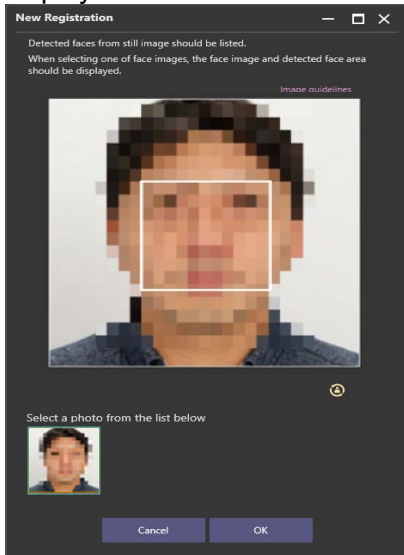 New Registration
Detected faces from still image should be listed.
When selecting one of face images, the face image and detected face area
should be displayed.
Image guidelines
Select a photo from the list below
Cancel
OK